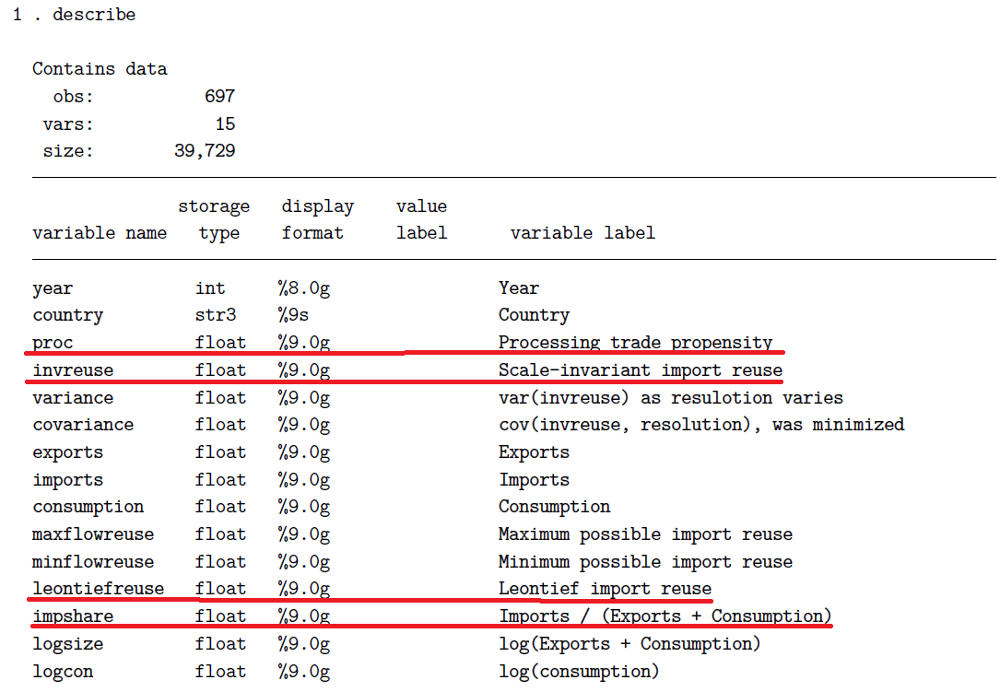 1 . describe
Contains data
obs: 697
vars: 15
size: 39,729
storage display value
variable name type format label variable label
year int %8.0g Year
country str3 %9s Country
proc float %9.0g Processing trade propensity
invreuse float %9.0g Scale-invariant import reuse
variance float %9.0g var(invreuse) as resulotion varies
covariance float %9.0g cov(invreuse, resolution), was minimized
exports float %9.0g Exports
imports float %9.0g Imports
consumption float %9.0g Consumption
maxflowreuse float %9.0g Maximum possible import reuse
minflowreuse float %9.0g Minimum possible import reuse
leontiefreuse float %9.0g Leontief import reuse
impshare float %9.0g Imports / (Exports + Consumption)
logsize float %9.0g log(Exports + Consumption)
logcon float %9.0g log(consumption)